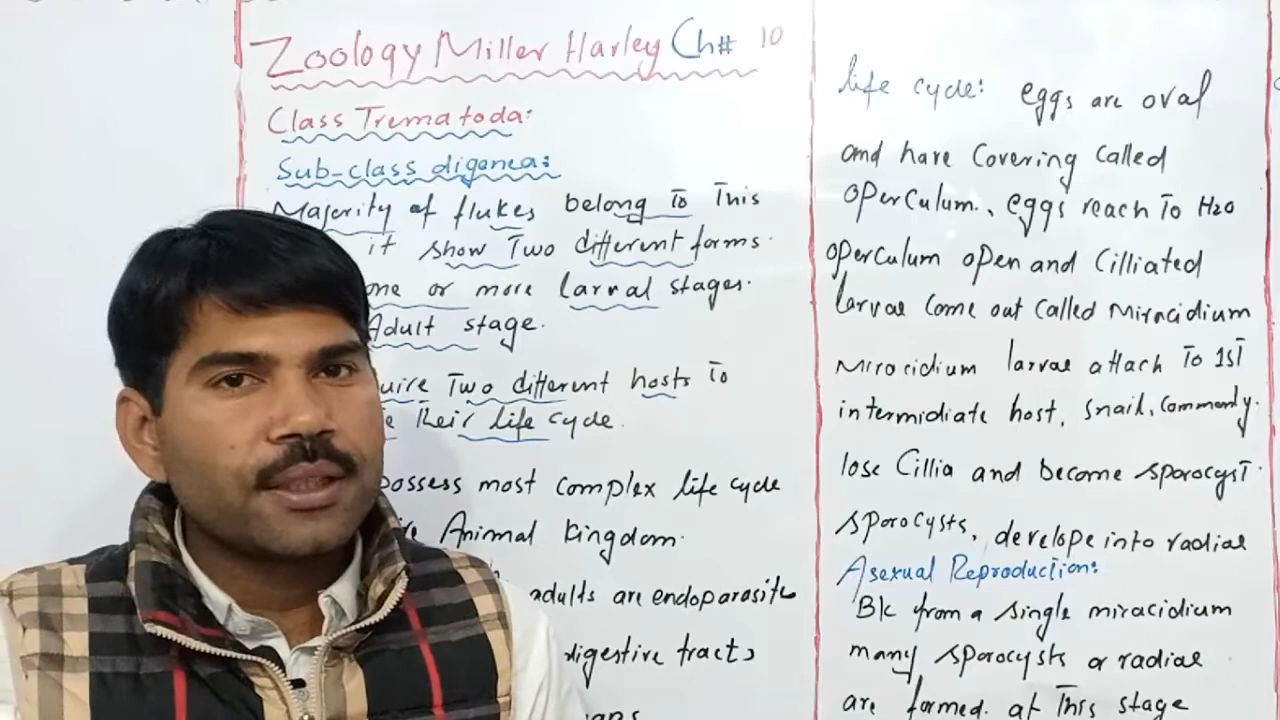 Zoology Miller Harley Ch# 10
Class Trematoda:
Sub-class diganea:
Majority of flukes belong To This
it show Two different forms.
one or more larval stages.
Adult stage.
uire Two different hosts To
e their life cycle.
possess most complex life cycle
ire Animal kingdom.
adults are endoparasite
digestive tracts
ans
life cycle: eggs are oval
and have Covering Called
operculum., eggs reach To H2o
operculum open and Cilliated
larvae Come out Called Miracidium
Miracidium larvae attach To 1sT
intermidiate host, Snail, Commonly.
lose Cillia and become sporocysT.
sporocysts, develope into radiae
Asexual Reproduction:
B/c from a single miracidium
many sporocysts or radiae
are formed. at This stage